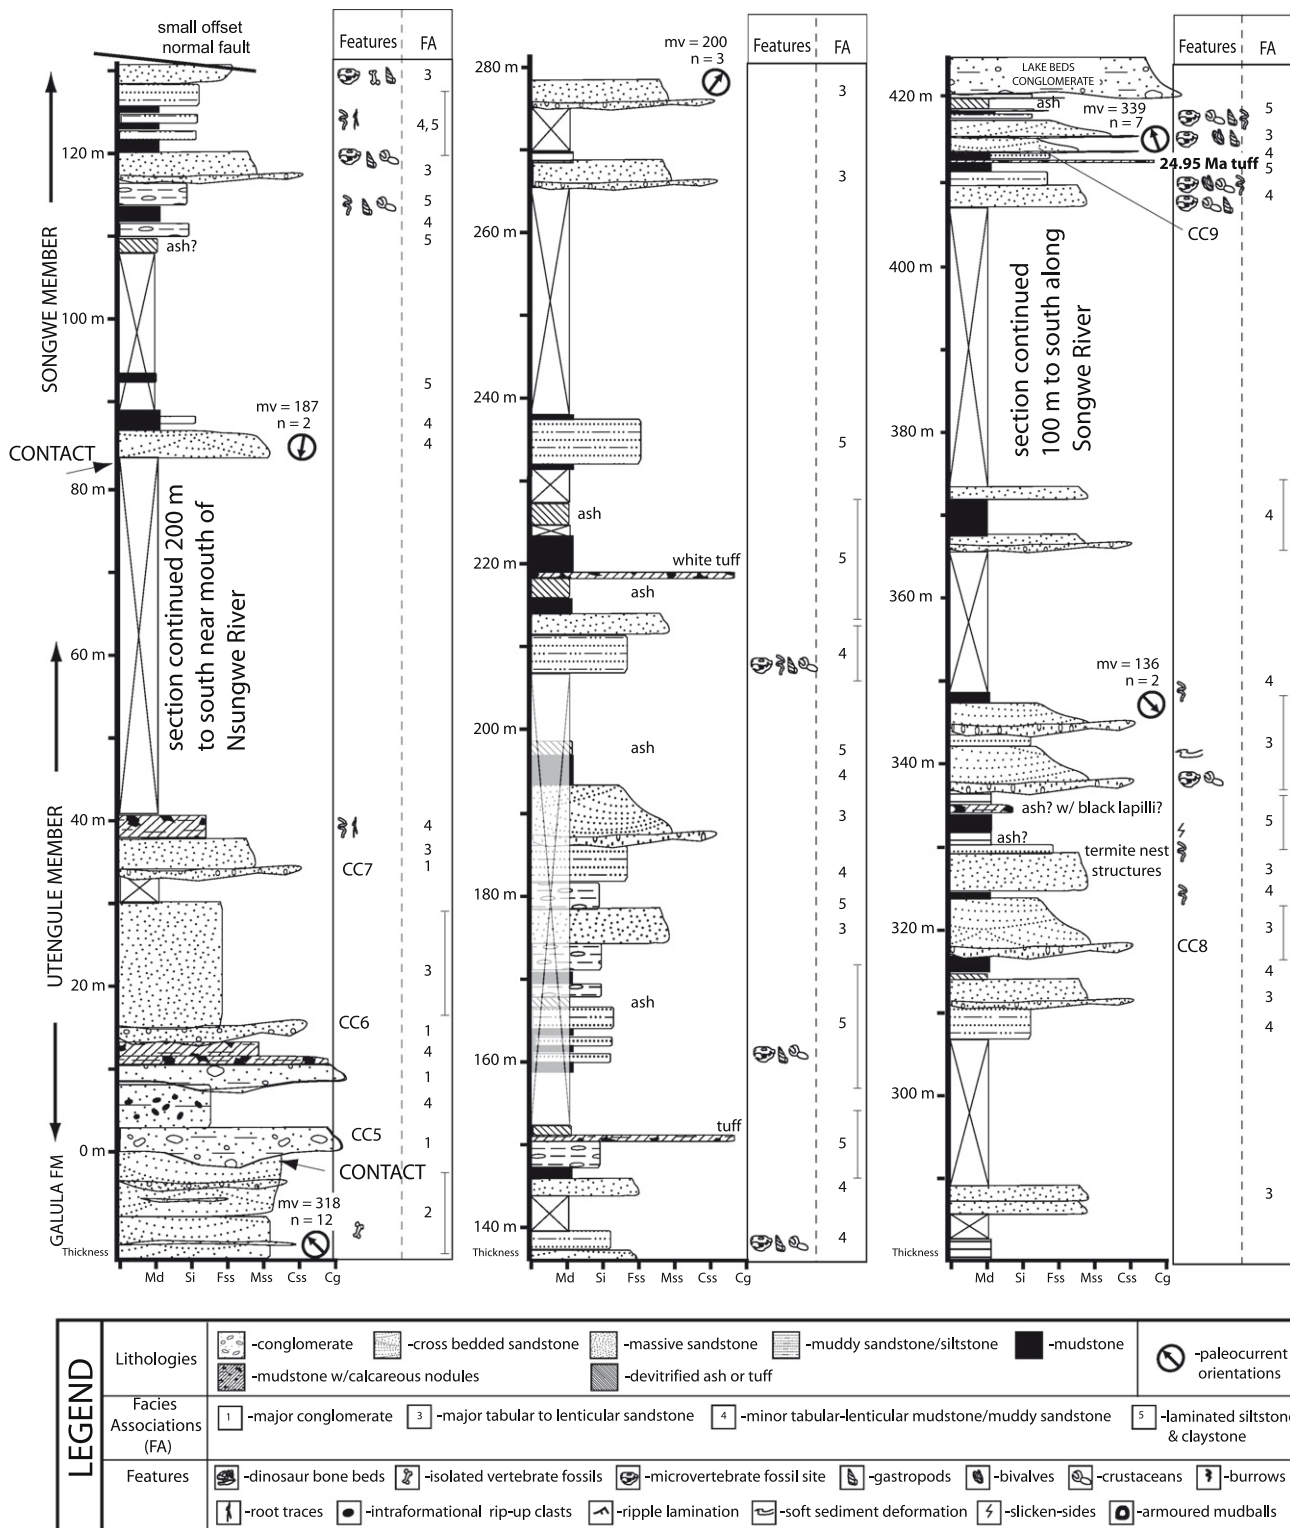 small offset
normal fault
Features FA
3
4, 5
3
5
4
5
5
4
4
4
3
1
3
1
4
1
4
1
2
120 m
100 m
80 m
60 m
40 m
20 m
0 m
SONGWE MEMBER
UTENGULE MEMBER
GALULA FM
ash?
mv = 187
n = 2
CONTACT
section continued 200 m
to south near mouth of
Nsungwe River
CC7
CC6
CC5
CONTACT
mv = 318
n = 12
Thickness
Md Si Fss Mss Css Cg
mv = 200
n = 3
Features FA
3
3
5
5
4
5
4
3
4
5
3
5
5
4
4
280 m
260 m
240 m
220 m
200 m
180 m
160 m
140 m
ash
white tuff
ash
ash
ash
tuff
Thickness
Md Si Fss Mss Css Cg
Features FA
5
3
4
5
4
4
4
3
5
3
4
3
4
3
4
3
LAKE BEDS
CONGLOMERATE
420 m
400 m
380 m
360 m
340 m
320 m
300 m
ash
mv = 339
n = 7
24.95 Ma tuff
CC9
section continued
100 m to south along
Songwe River
mv = 136
n = 2
ash? w/ black lapilli?
ash?
termite nest
structures
CC8
Thickness
Md Si Fss Mss Css Cg
LEGEND
Lithologies
-conglomerate -cross bedded sandstone -massive sandstone -muddy sandstone/siltstone -mudstone
-mudstone w/calcareous nodules -devitrified ash or tuff
-paleocurrent
orientations
Facies
Associations
(FA)
1 -major conglomerate 3 -major tabular to lenticular sandstone 4 -minor tabular-lenticular mudstone/muddy sandstone 5 -laminated siltstone
& claystone
Features
-dinosaur bone beds -isolated vertebrate fossils -microvertebrate fossil site -gastropods -bivalves -crustaceans -burrows
-root traces -intraformational rip-up clasts -ripple lamination -soft sediment deformation -slicken-sides -armoured mudballs